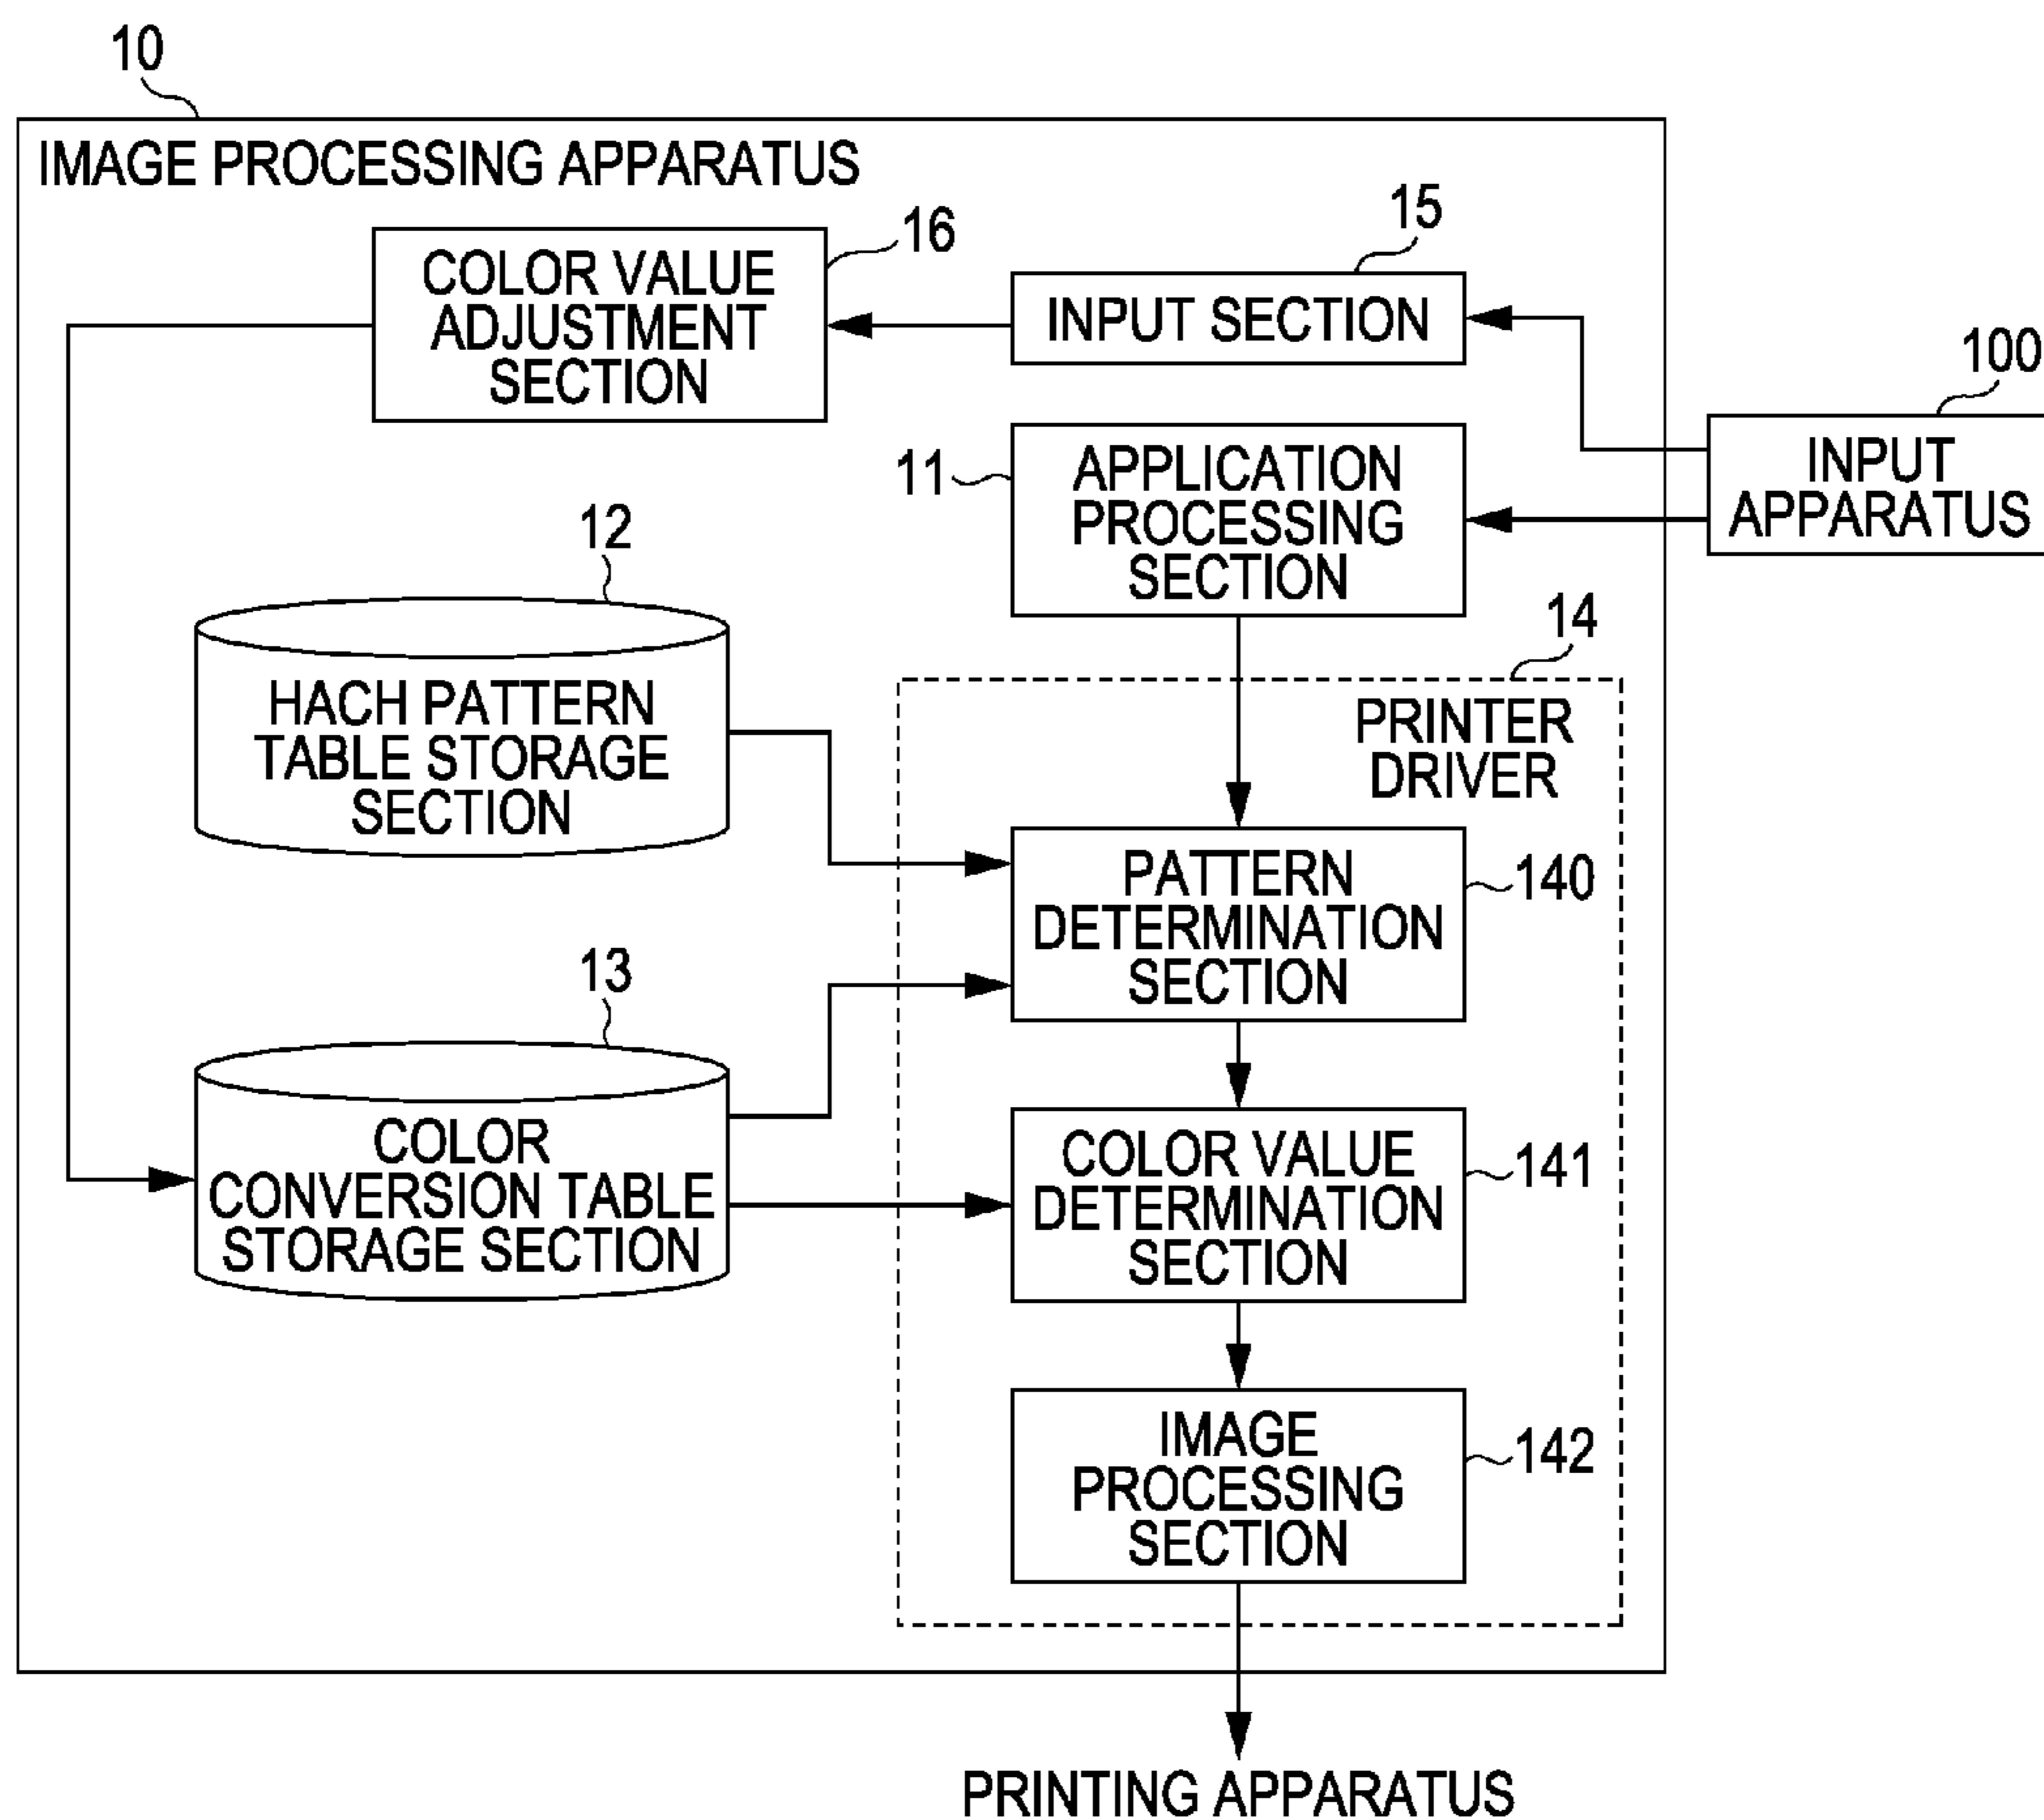 10
IMAGE PROCESSING APPARATUS
16
COLOR VALUE
ADJUSTMENT
SECTION
15
INPUT SECTION
100
INPUT
APPARATUS
11
APPLICATION
PROCESSING
SECTION
12
HACH PATTERN
TABLE STORAGE
SECTION
14
PRINTER
DRIVER
PATTERN
DETERMINATION
SECTION
140
13
COLOR
CONVERSION TABLE
STORAGE SECTION
COLOR VALUE
DETERMINATION
SECTION
141
IMAGE
PROCESSING
SECTION
142
PRINTING APPARATUS